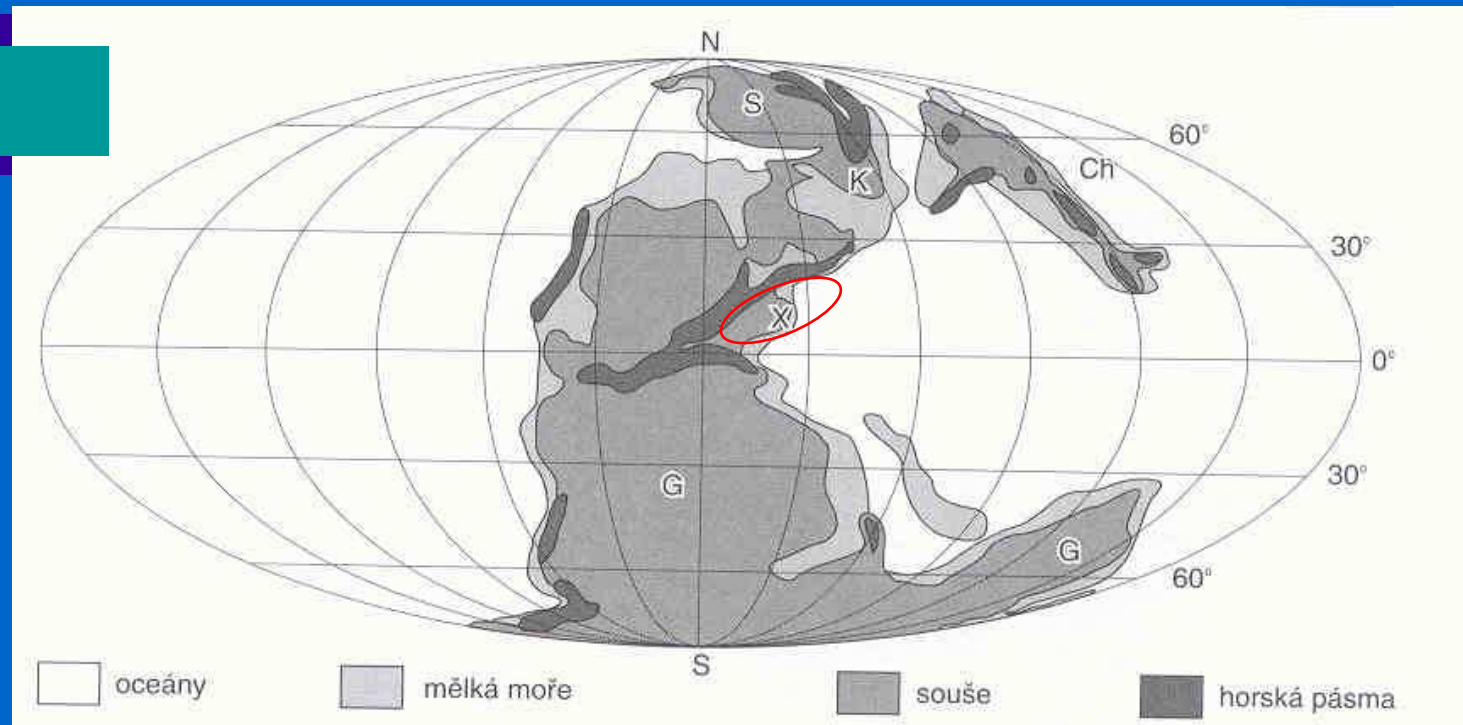 N
S
60°
Ch
K
30°
X
0°
G
30°
G
60°
S
oceány
mělká moře
souše
horská pásma